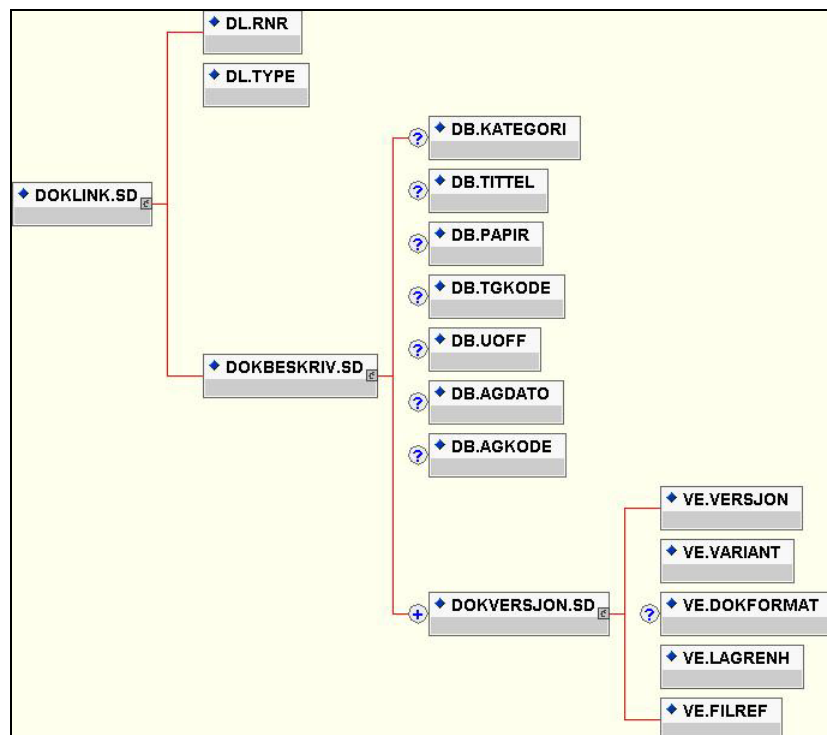 DL.RNR
DL.TYPE
DOKLINK.SD
DOKBESKRIV.SD
? DB.KATEGORI
? DB.TITTEL
? DB.PAPIR
? DB.TGKODE
? DB.UOFF
? DB.AGDATO
? DB.AGKODE
+ DOKVERSJON.SD
VE.VERSJON
VE.VARIANT
? VE.DOKFORMAT
VE.LAGRENH
VE.FILREF